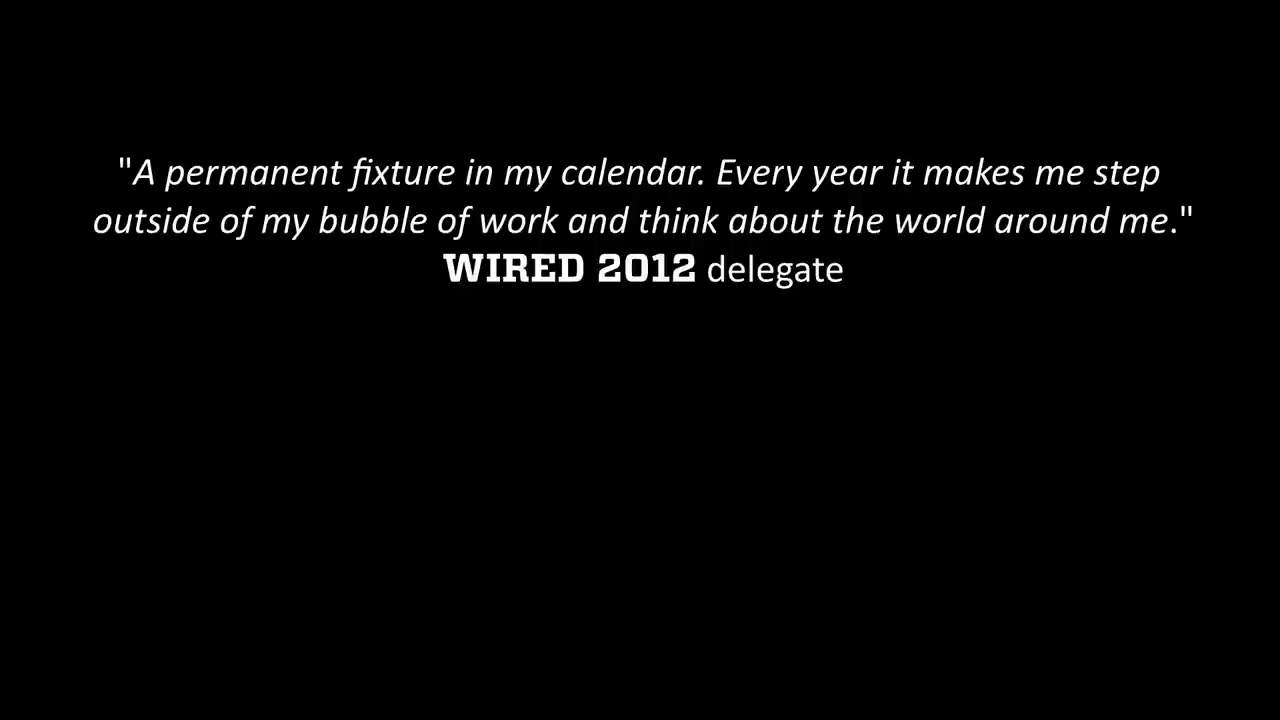 "A permanent fixture in my calendar. Every year it makes me step
outside of my bubble of work and think about the world around me."
WIRED 2012 delegate